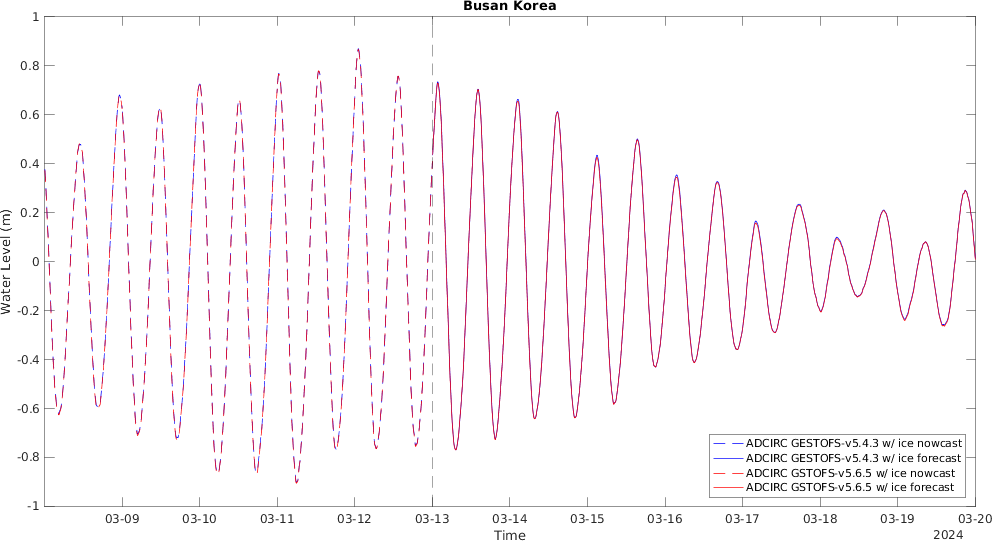 Busan Korea
1
0.8
0.6
0.4
0.2
0
-0.2
-0.4
-0.6
-0.8
-1
Water Level (m)
03-09 03-10 03-11 03-12 03-13 03-14 03-15 03-16 03-17 03-18 03-19 03-20
Time
2024
ADCIRC GESTOFS-v5.4.3 w/ ice nowcast
ADCIRC GESTOFS-v5.4.3 w/ ice forecast
ADCIRC GSTOFS-v5.6.5 w/ ice nowcast
ADCIRC GSTOFS-v5.6.5 w/ ice forecast